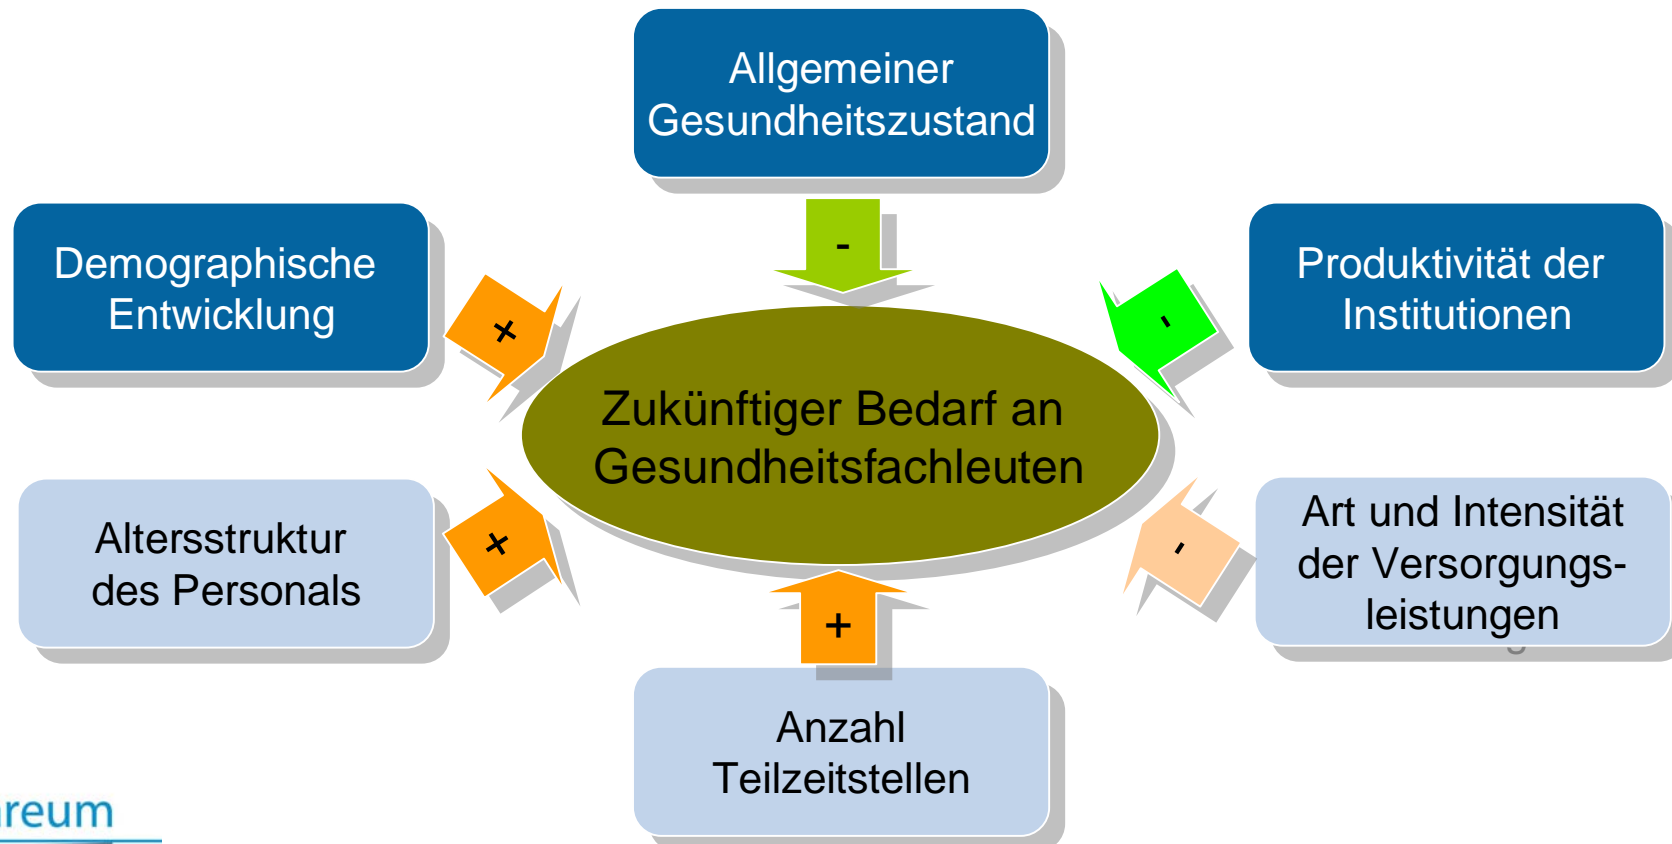 Allgemeiner
Gesundheitszustand
-
Demographische
Entwicklung
+
Produktivität der
Institutionen
-
Zukünftiger Bedarf an
Gesundheitsfachleuten
Altersstruktur
des Personals
+
Art und Intensität
der Versorgungs-
leistungen
-
+
Anzahl
Teilzeitstellen
reum